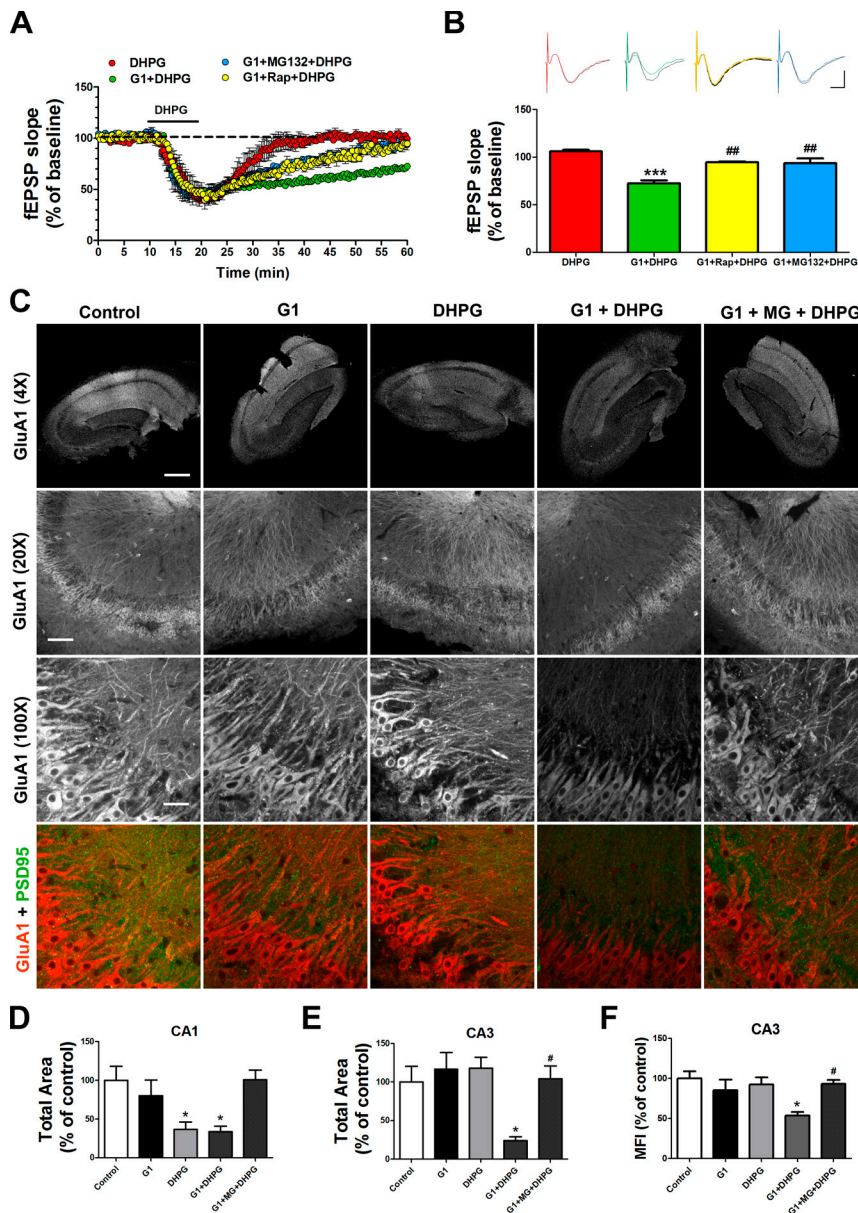 A
DHPG
G1+DHPG
G1+MG132+DHPG
G1+Rap+DHPG
fEPSP slope
(% of baseline)
150
100
50
0
DHPG
0 5 10 15 20 25 30 35 40 45 50 55 60
Time (min)
B
fEPSP slope
(% of baseline)
150
100
50
0
***
##
##
DHPG
G1+DHPG
G1+Rap+DHPG
G1+MG132+DHPG
C
Control
G1
DHPG
G1 + DHPG
G1 + MG + DHPG
GluA1 (4X)
GluA1 (20X)
GluA1 (100X)
GluA1 + PSD95
D
CA1
Total Area
(% of control)
150
100
50
0
*
*
Control
G1
DHPG
G1+DHPG
G1+MG+DHPG
E
CA3
Total Area
(% of control)
150
100
50
0
*
#
Control
G1
DHPG
G1+DHPG
G1+MG+DHPG
F
CA3
MFI (% of control)
150
100
50
0
*
#
Control
G1
DHPG
G1+DHPG
G1+MG+DHPG